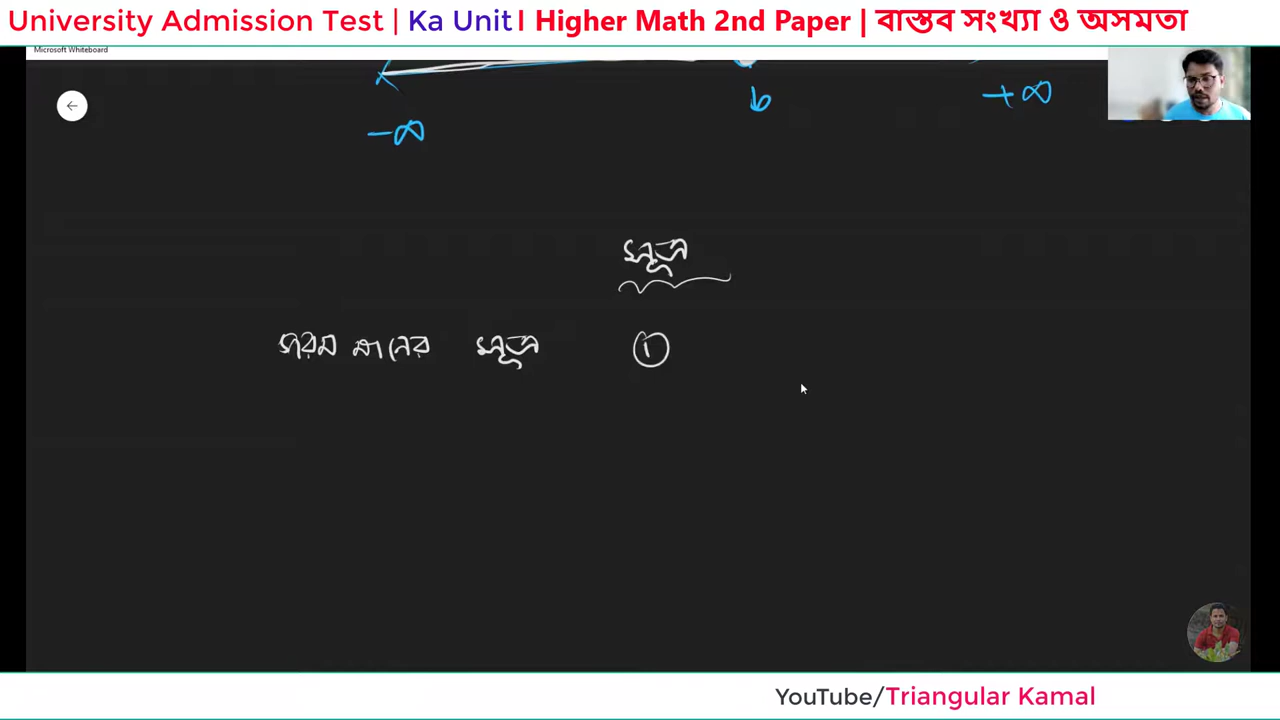 University Admission Test | Ka Unit। Higher Math 2nd Paper | বাস্তব সংখ্যা ও অসমতা
Microsoft Whiteboard
b
+∞
-∞
সূত্র
পরম মানের সূত্র ①
YouTube/Triangular Kamal